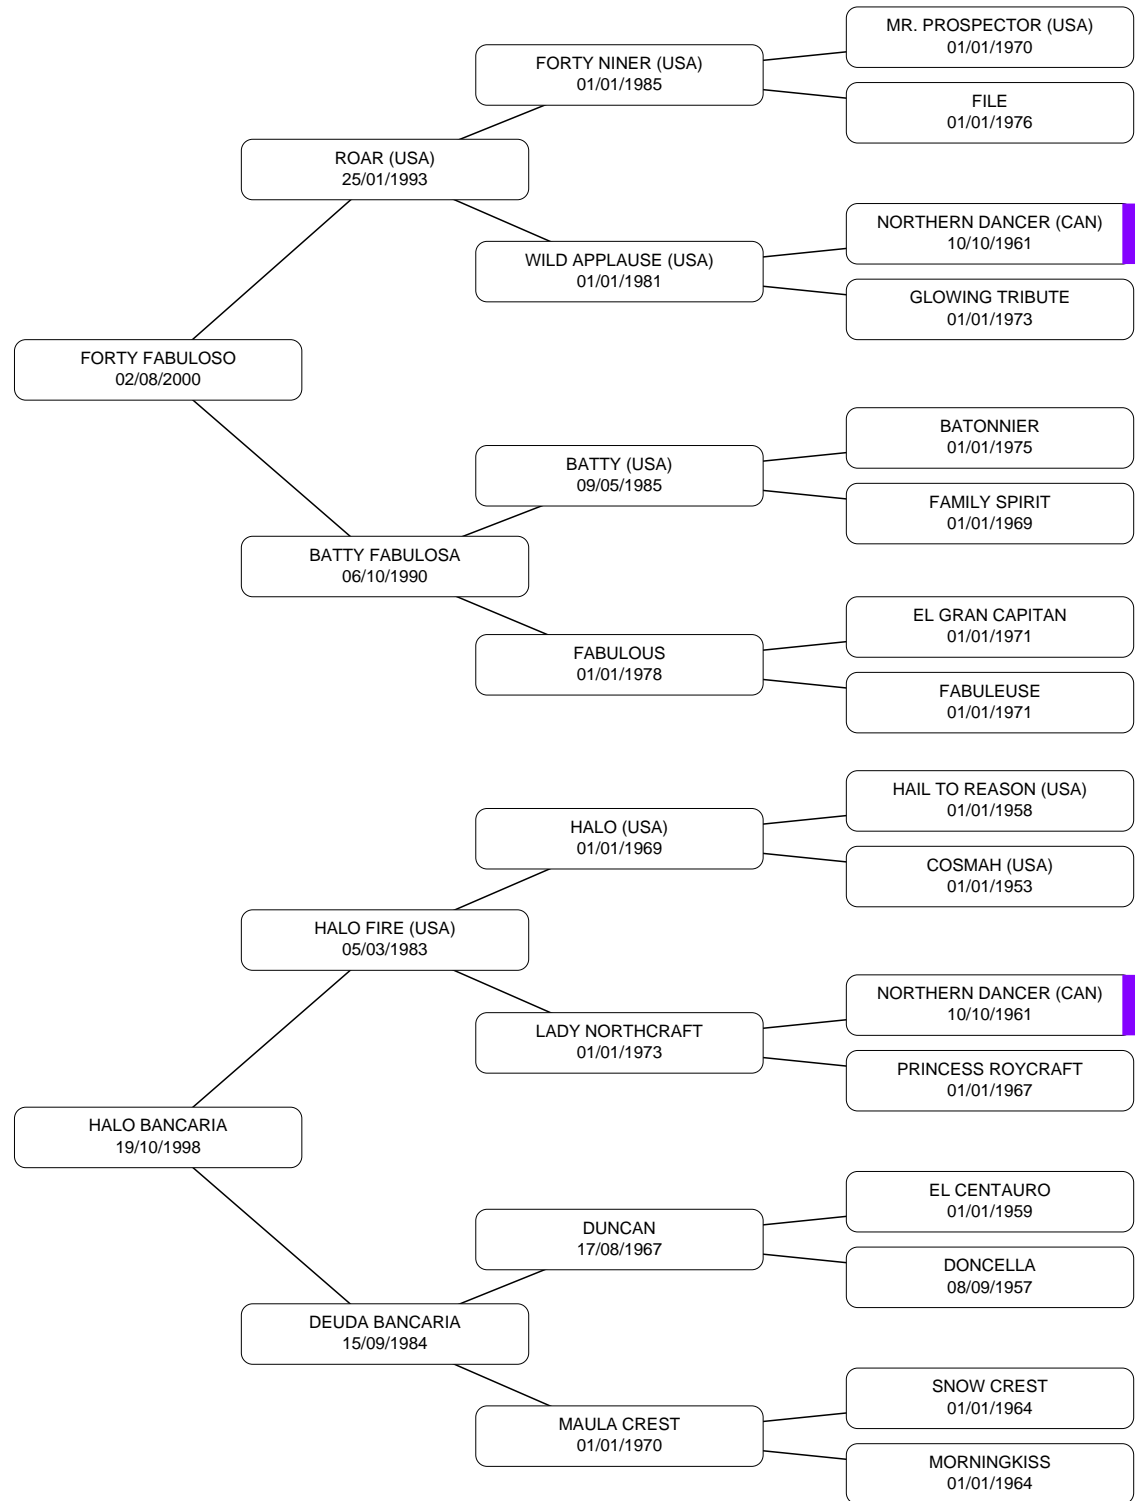 MR. PROSPECTOR (USA)
01/01/1970
FORTY NINER (USA)
01/01/1985
FILE
01/01/1976
ROAR (USA)
25/01/1993
NORTHERN DANCER (CAN)
10/10/1961
WILD APPLAUSE (USA)
01/01/1981
GLOWING TRIBUTE
01/01/1973
FORTY FABULOSO
02/08/2000
BATONNIER
01/01/1975
BATTY (USA)
09/05/1985
FAMILY SPIRIT
01/01/1969
BATTY FABULOSA
06/10/1990
EL GRAN CAPITAN
01/01/1971
FABULOUS
01/01/1978
FABULEUSE
01/01/1971
HAIL TO REASON (USA)
01/01/1958
HALO (USA)
01/01/1969
COSMAH (USA)
01/01/1953
HALO FIRE (USA)
05/03/1983
NORTHERN DANCER (CAN)
10/10/1961
LADY NORTHCRAFT
01/01/1973
PRINCESS ROYCRAFT
01/01/1967
HALO BANCARIA
19/10/1998
EL CENTAURO
01/01/1959
DUNCAN
17/08/1967
DONCELLA
08/09/1957
DEUDA BANCARIA
15/09/1984
SNOW CREST
01/01/1964
MAULA CREST
01/01/1970
MORNINGKISS
01/01/1964